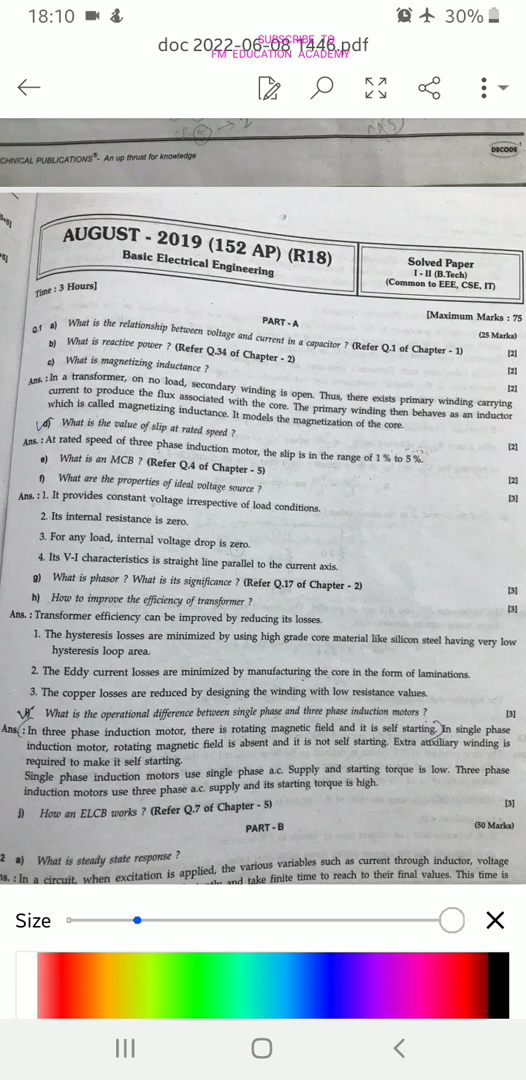 18:10
30%
doc 2022-06-08 1446.pdf
SUBSCRIBE TO
FM EDUCATION ACADEMY
CHNICAL PUBLICATIONS®- An up thrust for knowledge
DECODE
AUGUST - 2019 (152 AP) (R18)
Basic Electrical Engineering
Solved Paper
I - II (B.Tech)
(Common to EEE, CSE, IT)
Time : 3 Hours]
[Maximum Marks : 75
PART-A
(25 Marks)
Q.1 a) What is the relationship between voltage and current in a capacitor ? (Refer Q.1 of Chapter - 1) [2]
b) What is reactive power ? (Refer Q.34 of Chapter - 2) [2]
c) What is magnetizing inductance ? [2]
Ans. : In a transformer, on no load, secondary winding is open. Thus, there exists primary winding carrying
current to produce the flux associated with the core. The primary winding then behaves as an inductor
which is called magnetizing inductance. It models the magnetization of the core.
d) What is the value of slip at rated speed ? [2]
Ans. : At rated speed of three phase induction motor, the slip is in the range of 1 % to 5 %.
e) What is an MCB ? (Refer Q.4 of Chapter - 5) [2]
f) What are the properties of ideal voltage source ? [3]
Ans. : 1. It provides constant voltage irrespective of load conditions.
2. Its internal resistance is zero.
3. For any load, internal voltage drop is zero.
4. Its V-I characteristics is straight line parallel to the current axis.
g) What is phasor ? What is its significance ? (Refer Q.17 of Chapter - 2) [3]
h) How to improve the efficiency of transformer ? [3]
Ans. : Transformer efficiency can be improved by reducing its losses.
1. The hysteresis losses are minimized by using high grade core material like silicon steel having very low
hysteresis loop area.
2. The Eddy current losses are minimized by manufacturing the core in the form of laminations.
3. The copper losses are reduced by designing the winding with low resistance values.
What is the operational difference between single phase and three phase induction motors ? [3]
Ans. : In three phase induction motor, there is rotating magnetic field and it is self starting. In single phase
induction motor, rotating magnetic field is absent and it is not self starting. Extra auxiliary winding is
required to make it self starting.
Single phase induction motors use single phase a.c. Supply and starting torque is low. Three phase
induction motors use three phase a.c. supply and its starting torque is high.
j) How an ELCB works ? (Refer Q.7 of Chapter - 5) [3]
PART-B
(50 Marks)
2 a) What is steady state response ?
ns. : In a circuit, when excitation is applied, the various variables such as current through inductor, voltage
and take finite time to reach to their final values. This time is
Size